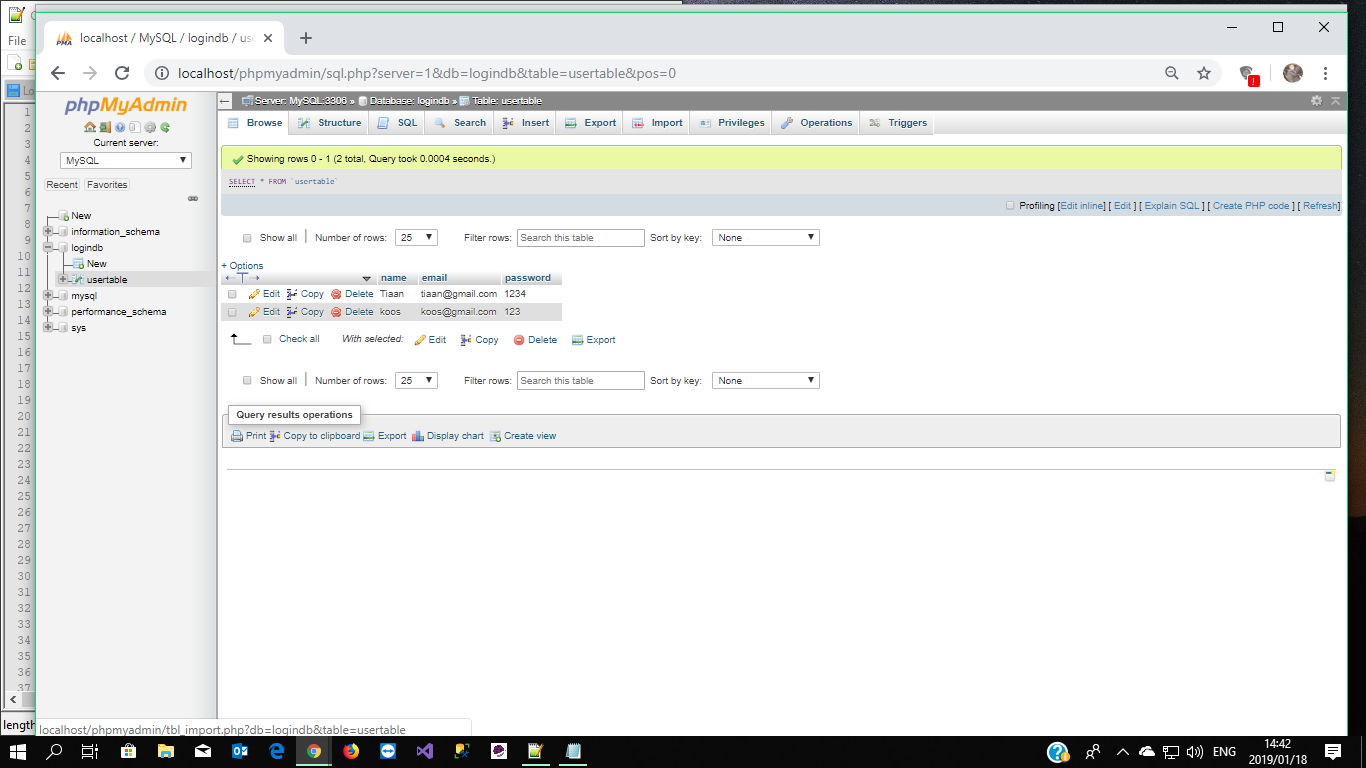 localhost / MySQL / logindb / use
File
localhost/phpmyadmin/sql.php?server=1&db=logindb&table=usertable&pos=0
phpMyAdmin
Current server:
MySQL
Recent Favorites
New
information_schema
logindb
New
usertable
mysql
performance_schema
sys
Server: MySQL:3306 » Database: logindb » Table: usertable
Browse Structure SQL Search Insert Export Import Privileges Operations Triggers
Showing rows 0 - 1 (2 total, Query took 0.0004 seconds.)
SELECT * FROM `usertable`
Profiling [Edit inline] [ Edit ] [ Explain SQL ] [ Create PHP code ] [ Refresh]
Show all Number of rows: 25 Filter rows: Search this table Sort by key: None
+ Options
name email password
Edit Copy Delete Tiaan tiaan@gmail.com 1234
Edit Copy Delete koos koos@gmail.com 123
Check all With selected: Edit Copy Delete Export
Show all Number of rows: 25 Filter rows: Search this table Sort by key: None
Query results operations
Print Copy to clipboard Export Display chart Create view
1
2
3
4
5
6
7
8
9
10
11
12
13
14
15
16
17
18
19
20
21
22
23
24
25
26
27
28
29
30
31
32
33
34
35
36
37
length
localhost/phpmyadmin/tbl_import.php?db=logindb&table=usertable
ENG
14:42
2019/01/18